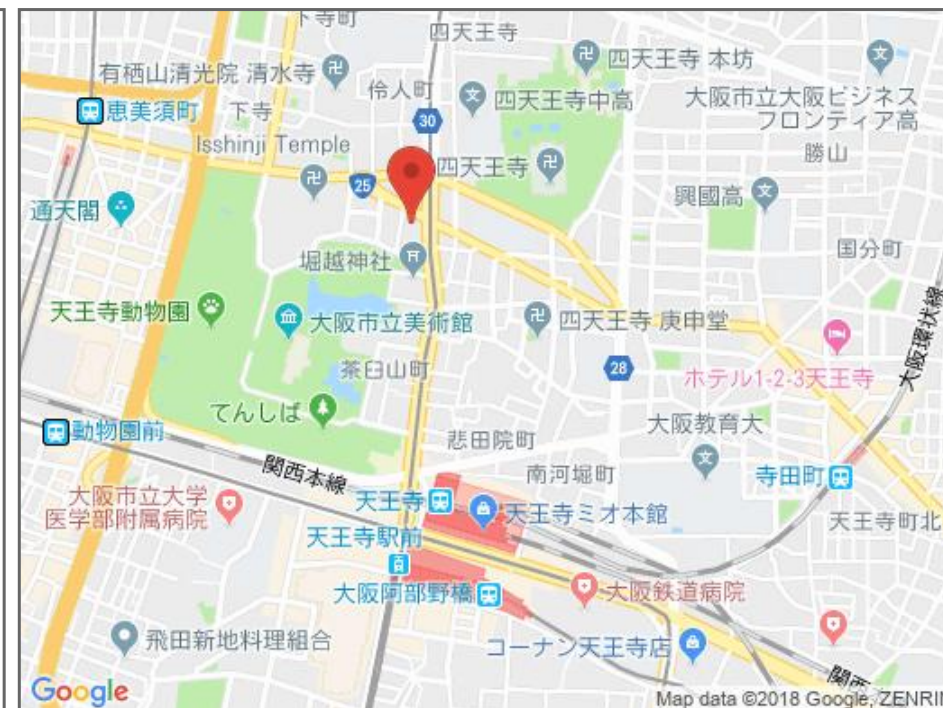 下寺町
四天王寺
四天王寺 本坊
有栖山清光院 清水寺
伶人町
四天王寺中高
大阪市立大阪ビジネス
フロンティア高
恵美須町
下寺
30
勝山
Isshinji Temple
25
四天王寺
興國高
通天閣
堀越神社
国分町
天王寺動物園
大阪市立美術館
四天王寺 庚申堂
大阪環状線
茶臼山町
28
ホテル1-2-3天王寺
てんしば
大阪教育大
動物園前
悲田院町
関西本線
南河堀町
寺田町
大阪市立大学
医学部附属病院
天王寺
天王寺ミオ本館
天王寺町北
天王寺駅前
大阪阿部野橋
大阪鉄道病院
飛田新地料理組合
コーナン天王寺店
関西
Google
Map data ©2018 Google, ZENRIN